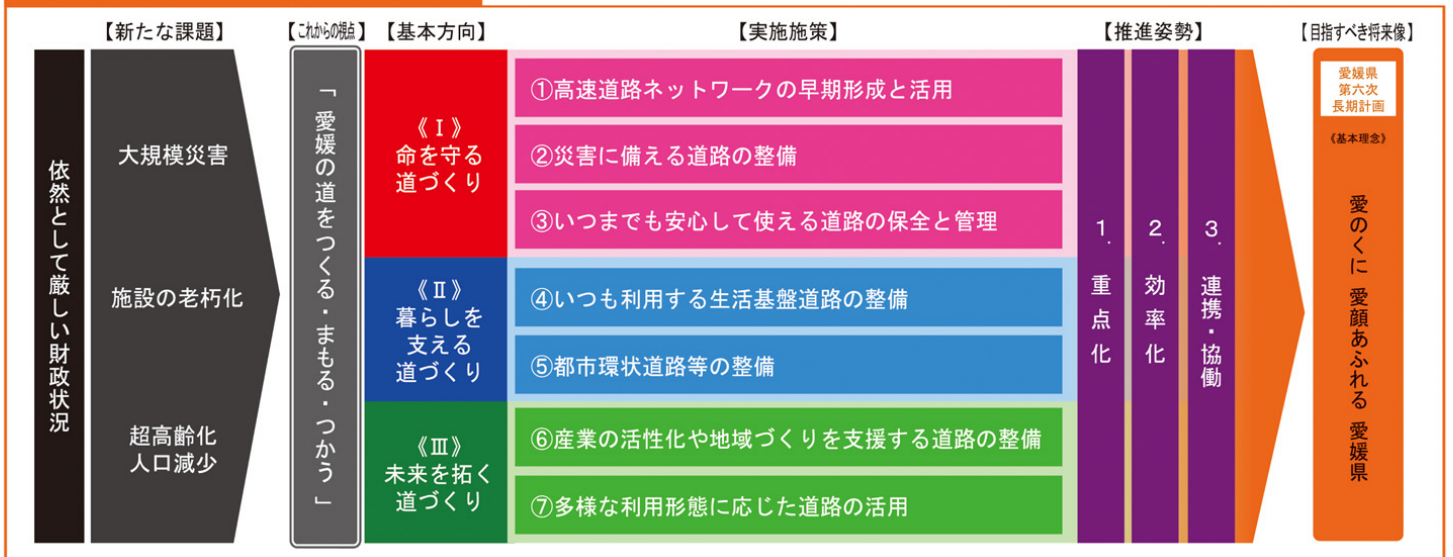 【新たな課題】
【これからの視点】
【基本方向】
【実施施策】
【推進姿勢】
【目指すべき将来像】
依然として厳しい財政状況
大規模災害
施設の老朽化
超高齢化
人口減少
「愛媛の道をつくる・まもる・つかう」
《Ⅰ》
命を守る
道づくり
①高速道路ネットワークの早期形成と活用
②災害に備える道路の整備
③いつまでも安心して使える道路の保全と管理
《Ⅱ》
暮らしを
支える
道づくり
④いつも利用する生活基盤道路の整備
⑤都市環状道路等の整備
《Ⅲ》
未来を拓く
道づくり
⑥産業の活性化や地域づくりを支援する道路の整備
⑦多様な利用形態に応じた道路の活用
1.重点化
2.効率化
3.連携・協働
愛媛県
第六次
長期計画
《基本理念》
愛のくに 愛顔あふれる 愛媛県